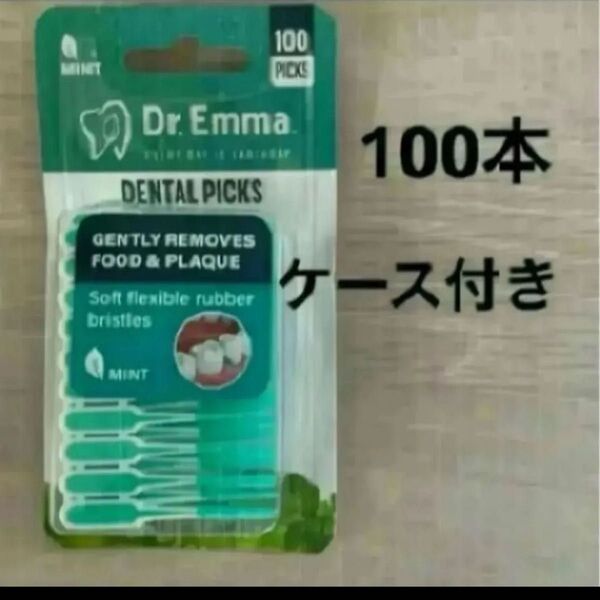 MINT
100
PICKS
Dr. Emma
DENTAL PICKS
GENTLY REMOVES
FOOD & PLAQUE
Soft flexible rubber
bristles
MINT
100本
ケース付き